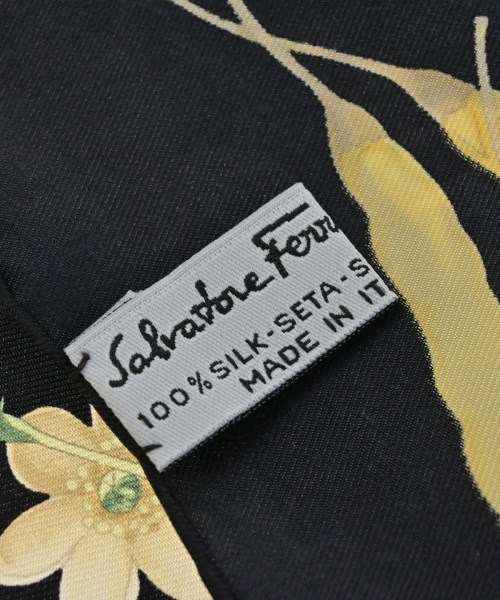 Salvatore Ferr
100% SILK-SETA-S
MADE IN IT